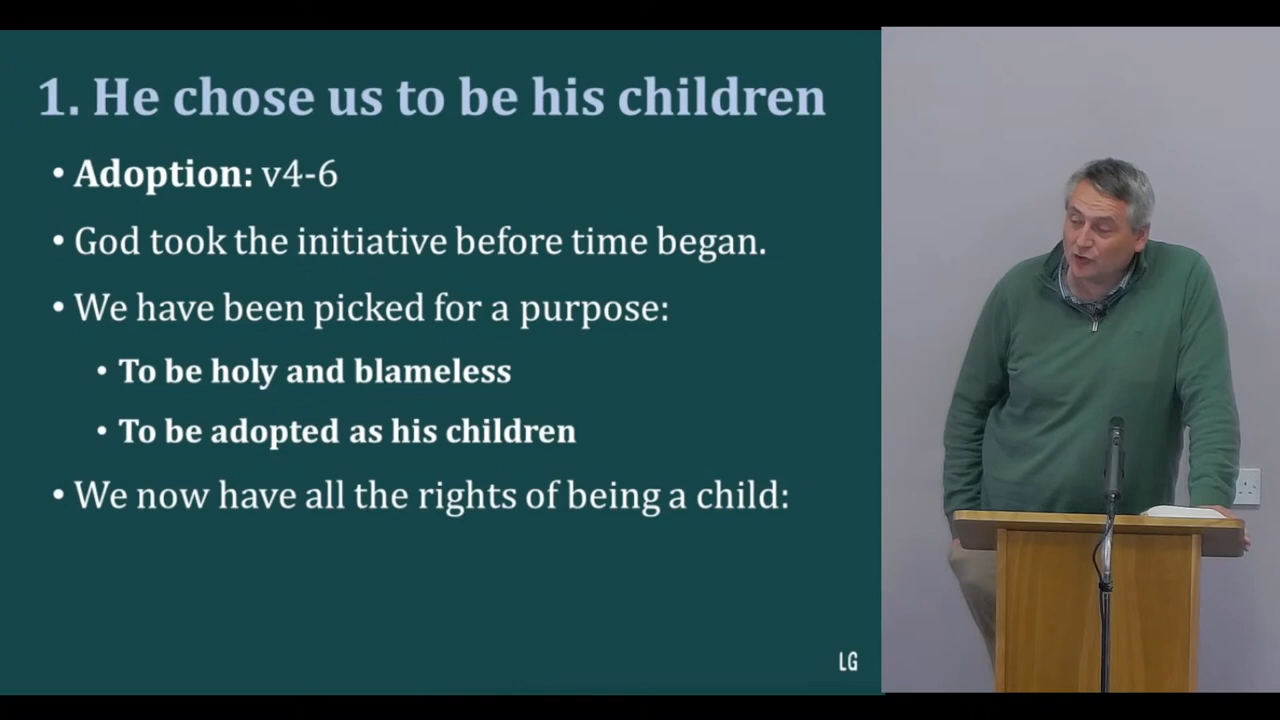 1. He chose us to be his children
• Adoption: v4-6
• God took the initiative before time began.
• We have been picked for a purpose:
• To be holy and blameless
• To be adopted as his children
• We now have all the rights of being a child:
LG